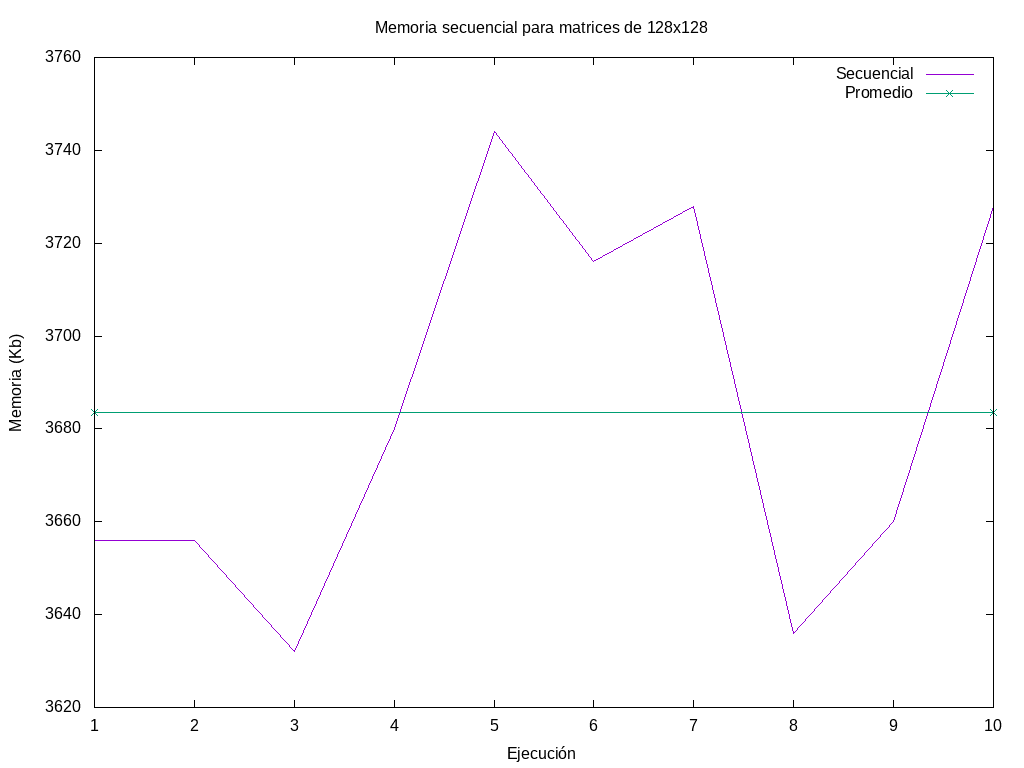 Memoria secuencial para matrices de 128x128
Secuencial
Promedio
3760
3740
3720
3700
3680
3660
3640
3620
Memoria (Kb)
1 2 3 4 5 6 7 8 9 10
Ejecución